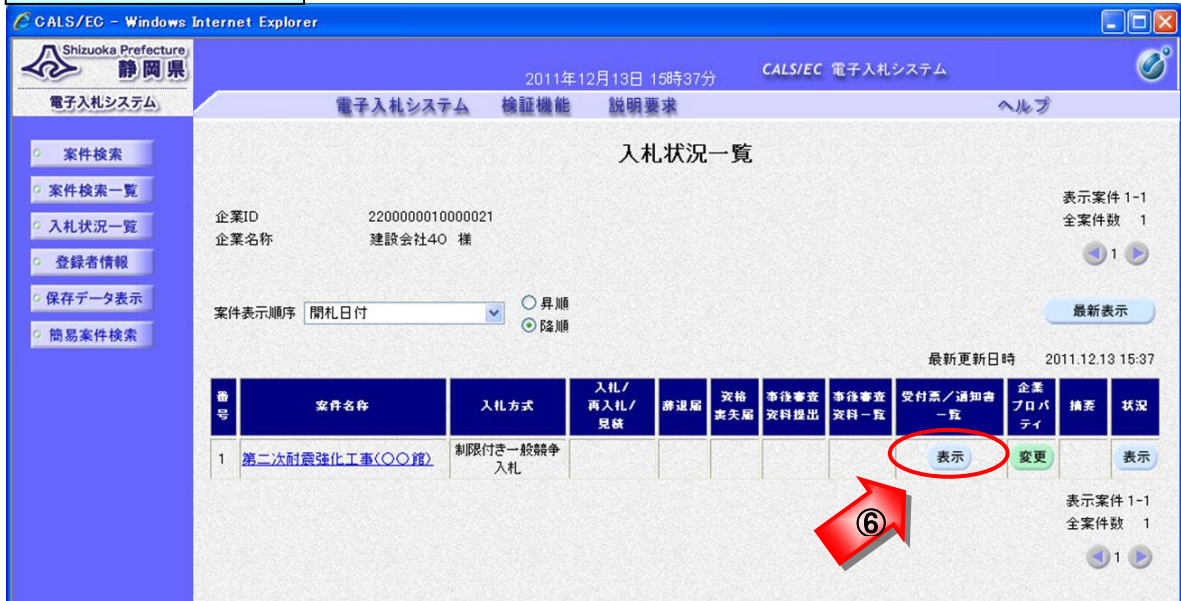 CALS/EC - Windows Internet Explorer
Shizuoka Prefecture
静岡県
2011年12月13日 15時37分
CALS/EC 電子入札システム
電子入札システム
電子入札システム 検証機能 説明要求 ヘルプ
案件検索
案件検索一覧
入札状況一覧
登録者情報
保存データ表示
簡易案件検索
入札状況一覧
表示案件 1-1
全案件数 1
1
企業ID 2200000010000021
企業名称 建設会社40 様
案件表示順序 開札日付
昇順
降順
最新表示
最新更新日時 2011.12.13 15:37
番号 案件名称 入札方式 入札/再入札/見積 辞退届 資格喪失届 事後審査資料提出 事後審査資料一覧 受付票/通知書一覧 企業プロパティ 摘要 状況
1 第二次耐震強化工事(〇〇館) 制限付き一般競争入札 表示 変更 表示
⑥
表示案件 1-1
全案件数 1
1